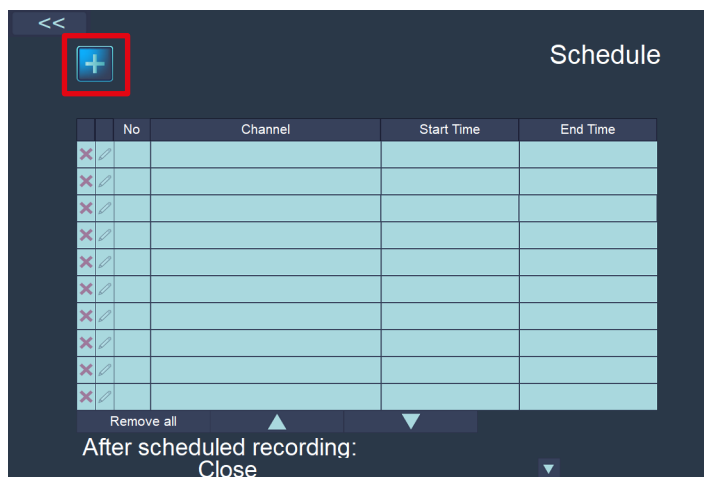 <<
Schedule
No Channel Start Time End Time
Remove all
After scheduled recording:
Close